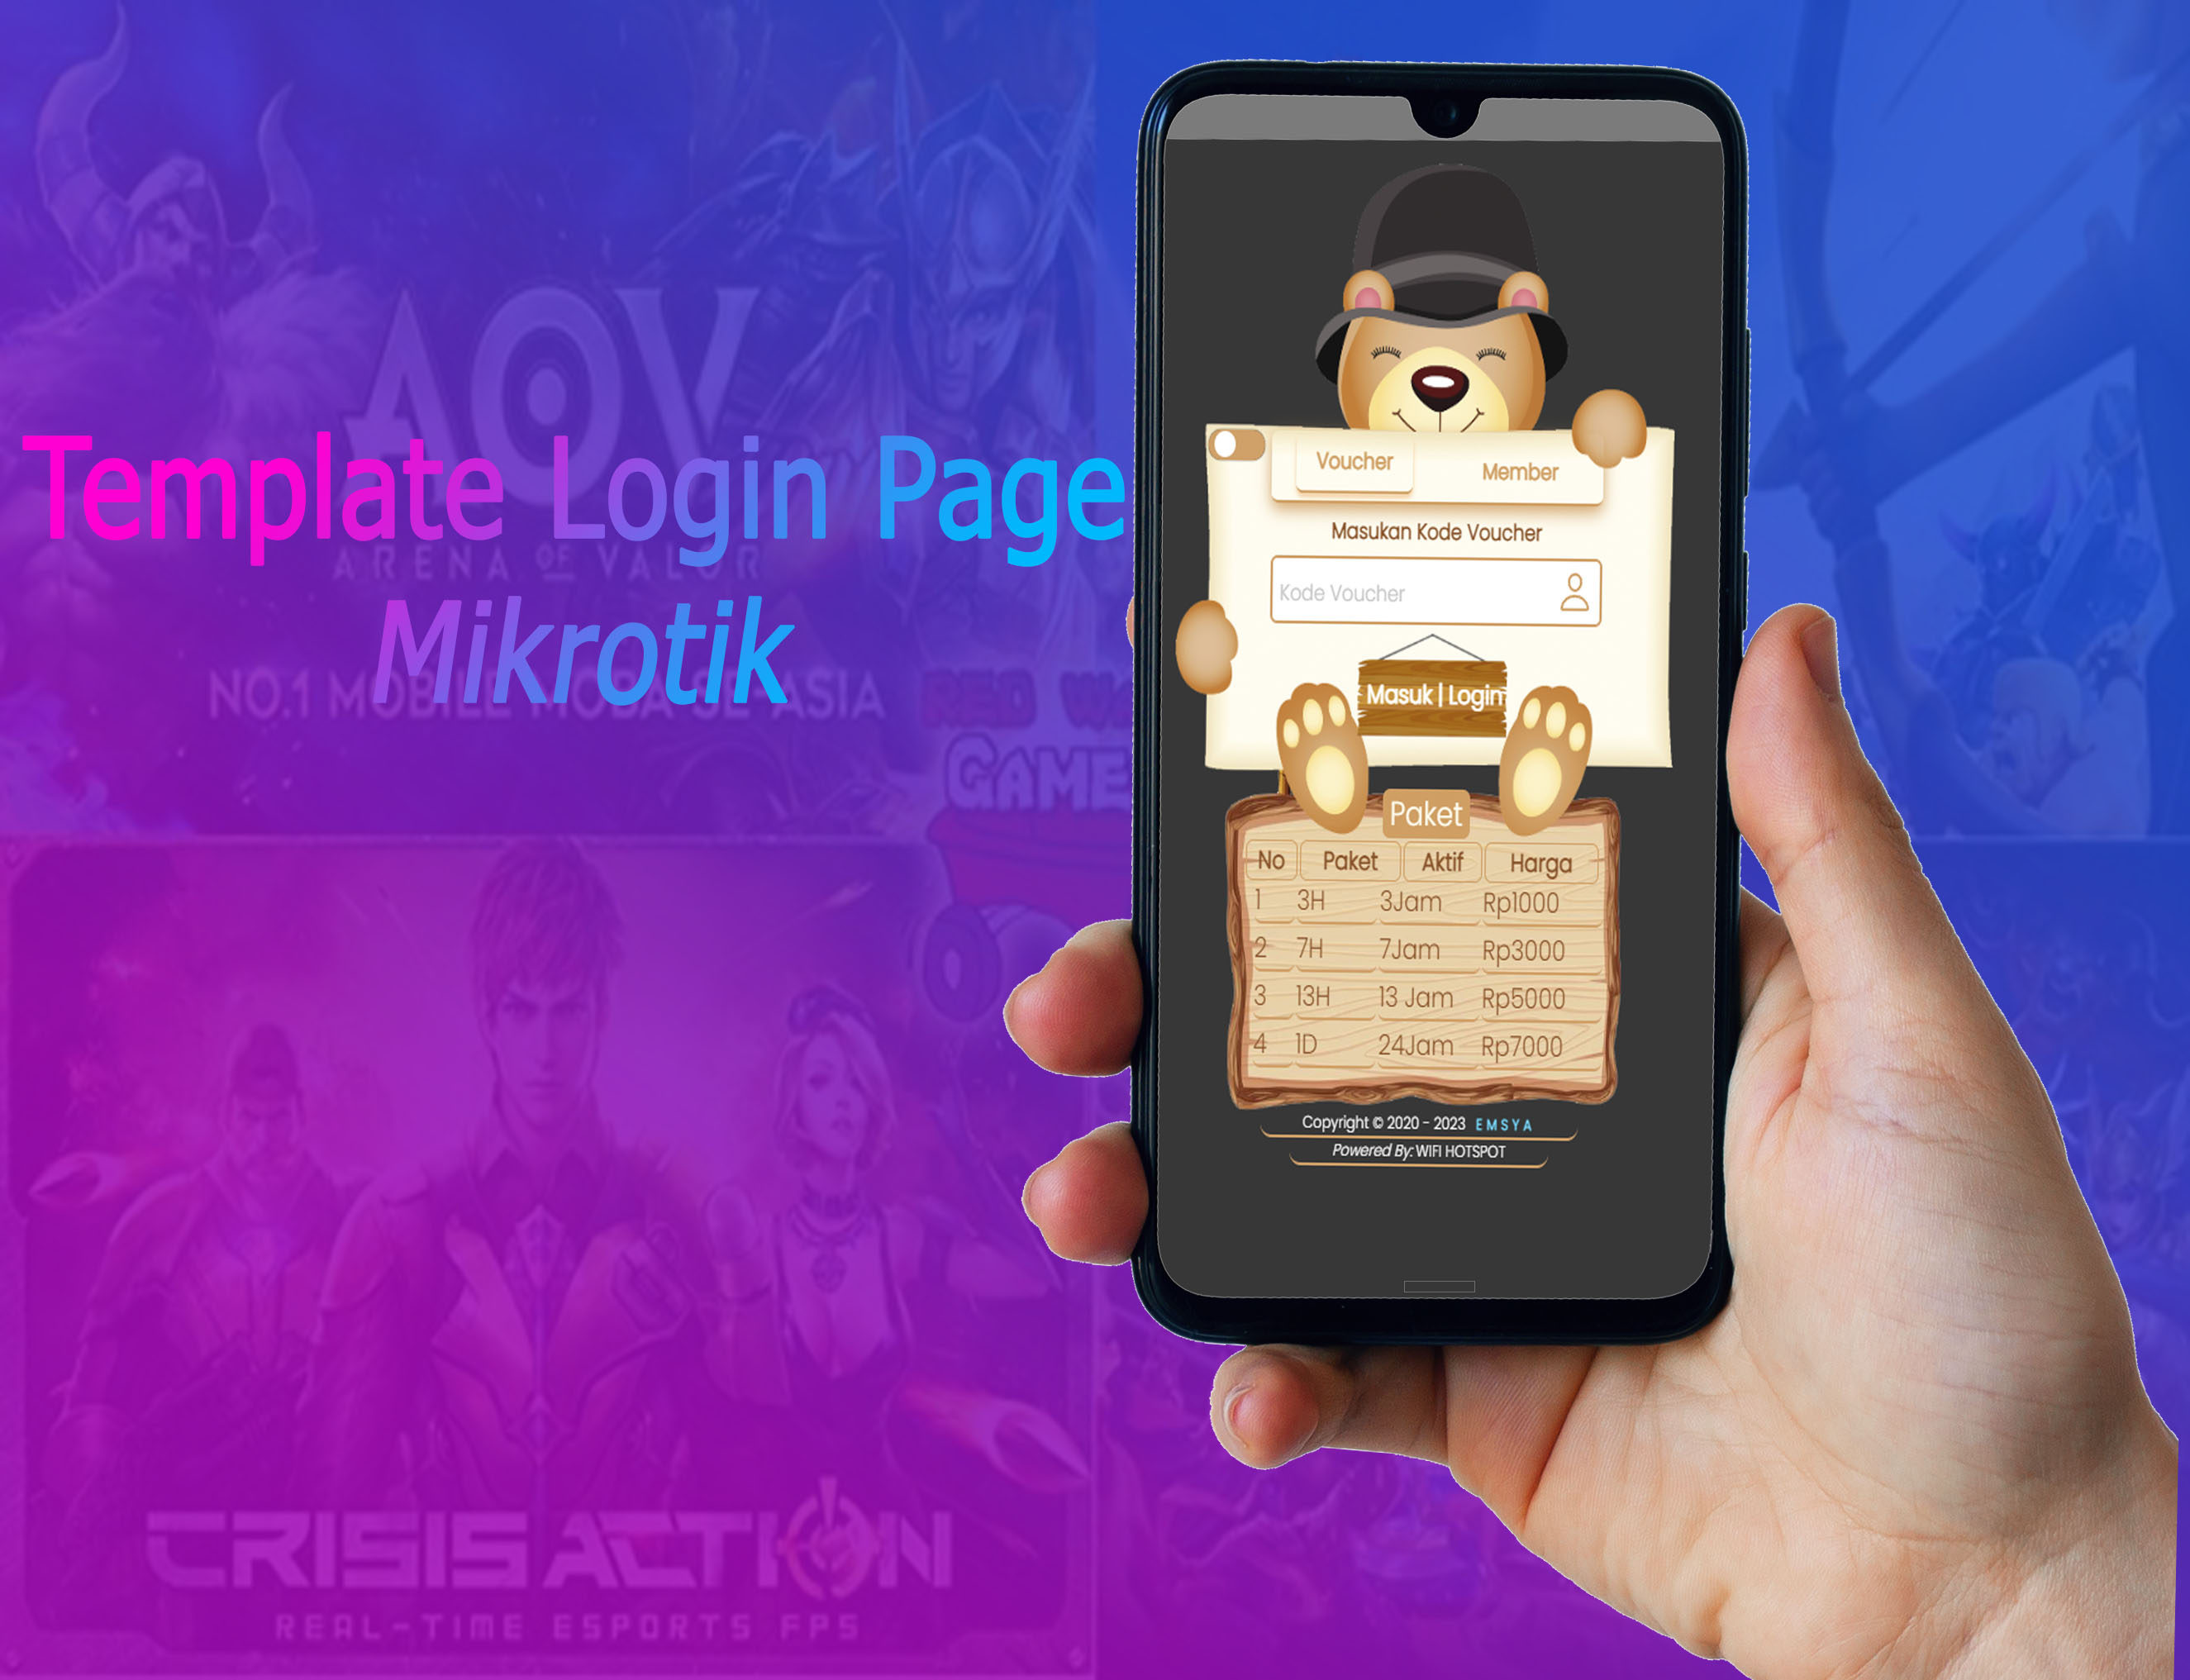 Template Login Page
Mikrotik
AOV
ARENA OF VALOR
NO.1 MOBILE MOBA ASIA
GAME
CRISIS ACTION
REAL-TIME ESPORTS FPS
Voucher Member
Masukan Kode Voucher
Kode Voucher
Masuk | Login
Paket
No Paket Aktif Harga
1 3H 3Jam Rp1000
2 7H 7Jam Rp3000
3 13H 13 Jam Rp5000
4 1D 24Jam Rp7000
Copyright © 2020 - 2023 EMSYA
Powered By: WIFI HOTSPOT